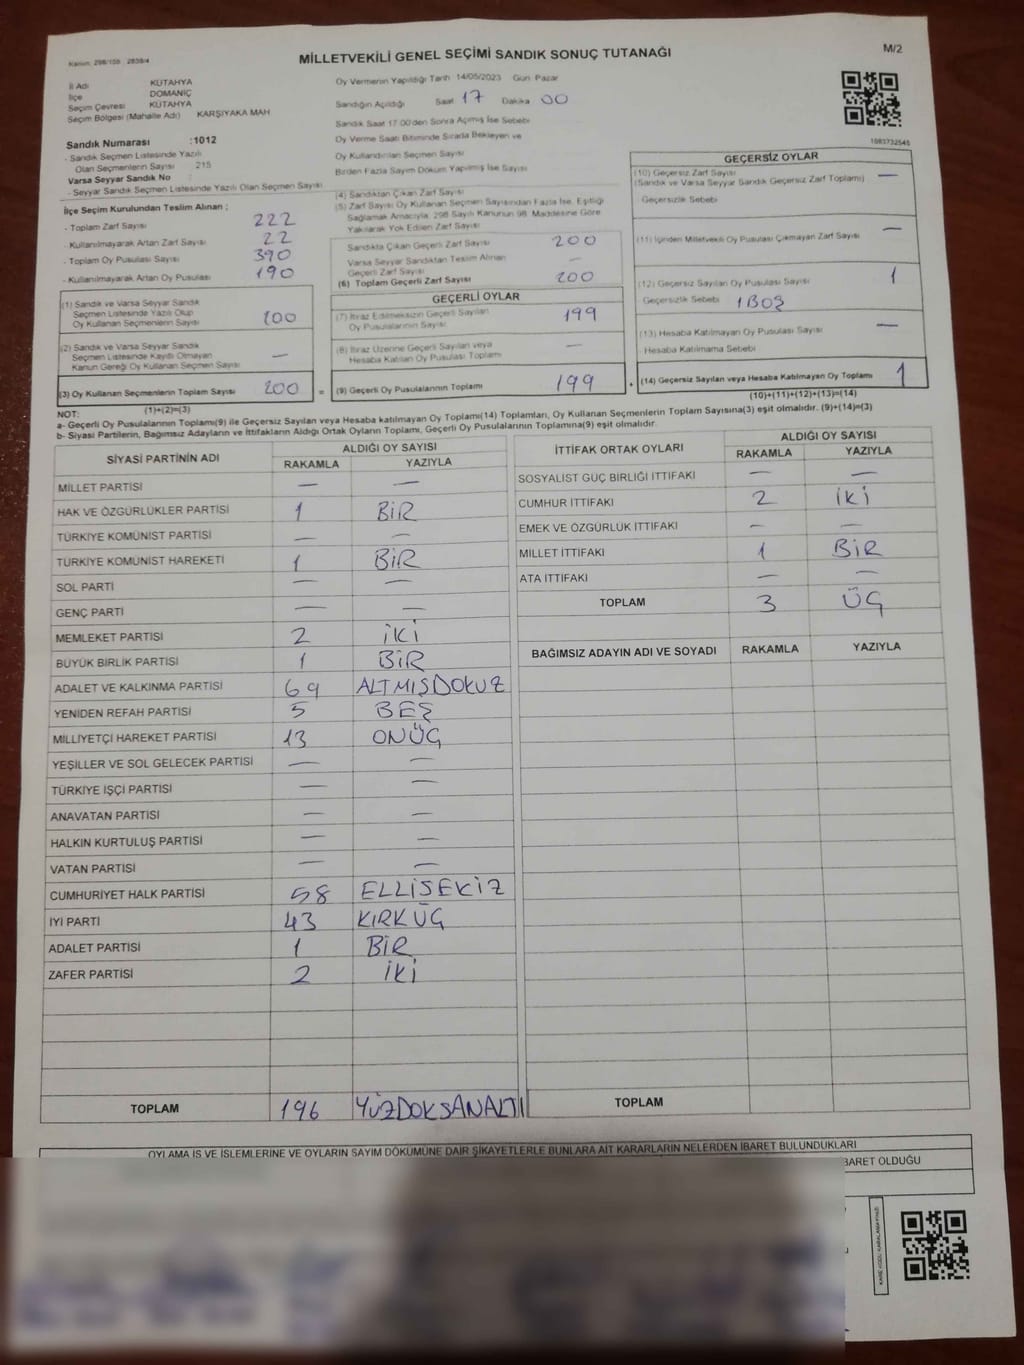 Kanun: 298/105 2839/4
MİLLETVEKİLİ GENEL SEÇİMİ SANDIK SONUÇ TUTANAĞI
M/2
İl Adı KÜTAHYA
İlçe DOMANİÇ
Seçim Çevresi KÜTAHYA
Seçim Bölgesi (Mahalle Adı) KARŞIYAKA MAH
Sandık Numarası :1012
- Sandık Seçmen Listesinde Yazılı
Olan Seçmenlerin Sayısı 215
Varsa Seyyar Sandık No :
- Seyyar Sandık Seçmen Listesinde Yazılı Olan Seçmen Sayısı
Oy Vermenin Yapıldığı Tarih 14/05/2023 Gün Pazar
Sandığın Açıldığı Saat 17 Dakika 00
Sandık Saat 17.00'den Sonra Açılmış İse Sebebi
Oy Verme Saati Bitiminde Sırada Bekleyen ve
Oy Kullandırılan Seçmen Sayısı
Birden Fazla Sayım Döküm Yapılmış İse Sayısı
1083732545
İlçe Seçim Kurulundan Teslim Alınan ;
- Toplam Zarf Sayısı 222
- Kullanılmayarak Artan Zarf Sayısı 22
- Toplam Oy Pusulası Sayısı 390
- Kullanılmayarak Artan Oy Pusulası 190
(1) Sandık ve Varsa Seyyar Sandık
Seçmen Listesinde Yazılı Olup
Oy Kullanan Seçmenlerin Sayısı 200
(2) Sandık ve Varsa Seyyar Sandık
Seçmen Listesinde Kayıtlı Olmayan
Kanun Gereği Oy Kullanan Seçmen Sayısı —
(3) Oy Kullanan Seçmenlerin Toplam Sayısı 200 =
(1)+(2)=(3)
(4) Sandıktan Çıkan Zarf Sayısı
(5) Zarf Sayısı Oy Kullanan Seçmen Sayısından Fazla İse, Eşitliği
Sağlamak Amacıyla, 298 Sayılı Kanunun 98. Maddesine Göre
Yakılarak Yok Edilen Zarf Sayısı
Sandıkta Çıkan Geçerli Zarf Sayısı 200
Varsa Seyyar Sandıktan Teslim Alınan
Geçerli Zarf Sayısı —
(6) Toplam Geçerli Zarf Sayısı 200
GEÇERLİ OYLAR
(7) İtiraz Edilmeksizin Geçerli Sayılan
Oy Pusulalarının Sayısı 199
(8) İtiraz Üzerine Geçerli Sayılan veya
Hesaba Katılan Oy Pusulası Toplamı —
(9) Geçerli Oy Pusulalarının Toplamı 199 +
GEÇERSİZ OYLAR
(10) Geçersiz Zarf Sayısı
(Sandık ve Varsa Seyyar Sandık Geçersiz Zarf Toplamı) —
Geçersizlik Sebebi
(11) İçinden Milletvekili Oy Pusulası Çıkmayan Zarf Sayısı —
(12) Geçersiz Sayılan Oy Pusulası Sayısı 1
Geçersizlik Sebebi 1 BOŞ
(13) Hesaba Katılmayan Oy Pusulası Sayısı —
Hesaba Katılmama Sebebi
(14) Geçersiz Sayılan veya Hesaba Katılmayan Oy Toplamı 1
(10)+(11)+(12)+(13)=(14)
NOT:
a- Geçerli Oy Pusulalarının Toplamı(9) ile Geçersiz Sayılan veya Hesaba katılmayan Oy Toplamı(14) Toplamları, Oy Kullanan Seçmenlerin Toplam Sayısına(3) eşit olmalıdır. (9)+(14)=(3)
b- Siyasi Partilerin, Bağımsız Adayların ve İttifakların Aldığı Ortak Oyların Toplamı, Geçerli Oy Pusulalarının Toplamına(9) eşit olmalıdır.
SİYASİ PARTİNİN ADI ALDIĞI OY SAYISI
RAKAMLA YAZIYLA
MİLLET PARTİSİ — —
HAK VE ÖZGÜRLÜKLER PARTİSİ 1 BİR
TÜRKİYE KOMÜNİST PARTİSİ — —
TÜRKİYE KOMÜNİST HAREKETİ 1 BİR
SOL PARTİ — —
GENÇ PARTİ — —
MEMLEKET PARTİSİ 2 İKİ
BÜYÜK BİRLİK PARTİSİ 1 BİR
ADALET VE KALKINMA PARTİSİ 69 ALTMIŞDOKUZ
YENİDEN REFAH PARTİSİ 5 BEŞ
MİLLİYETÇİ HAREKET PARTİSİ 13 ONÜÇ
YEŞİLLER VE SOL GELECEK PARTİSİ — —
TÜRKİYE İŞÇİ PARTİSİ — —
ANAVATAN PARTİSİ — —
HALKIN KURTULUŞ PARTİSİ — —
VATAN PARTİSİ — —
CUMHURİYET HALK PARTİSİ 58 ELLİSEKİZ
İYİ PARTİ 43 KIRKÜÇ
ADALET PARTİSİ 1 BİR
ZAFER PARTİSİ 2 İKİ
TOPLAM 196 YÜZDOKSANALTI
İTTİFAK ORTAK OYLARI ALDIĞI OY SAYISI
RAKAMLA YAZIYLA
SOSYALİST GÜÇ BİRLİĞİ İTTİFAKI — —
CUMHUR İTTİFAKI 2 İKİ
EMEK VE ÖZGÜRLÜK İTTİFAKI — —
MİLLET İTTİFAKI 1 BİR
ATA İTTİFAKI — —
TOPLAM 3 ÜÇ
BAĞIMSIZ ADAYIN ADI VE SOYADI RAKAMLA YAZIYLA
TOPLAM
OYLAMA İŞ VE İŞLEMLERİNE VE OYLARIN SAYIM DÖKÜMÜNE DAİR ŞİKAYETLERLE BUNLARA AİT KARARLARIN NELERDEN İBARET BULUNDUKLARI
İBARET OLDUĞU